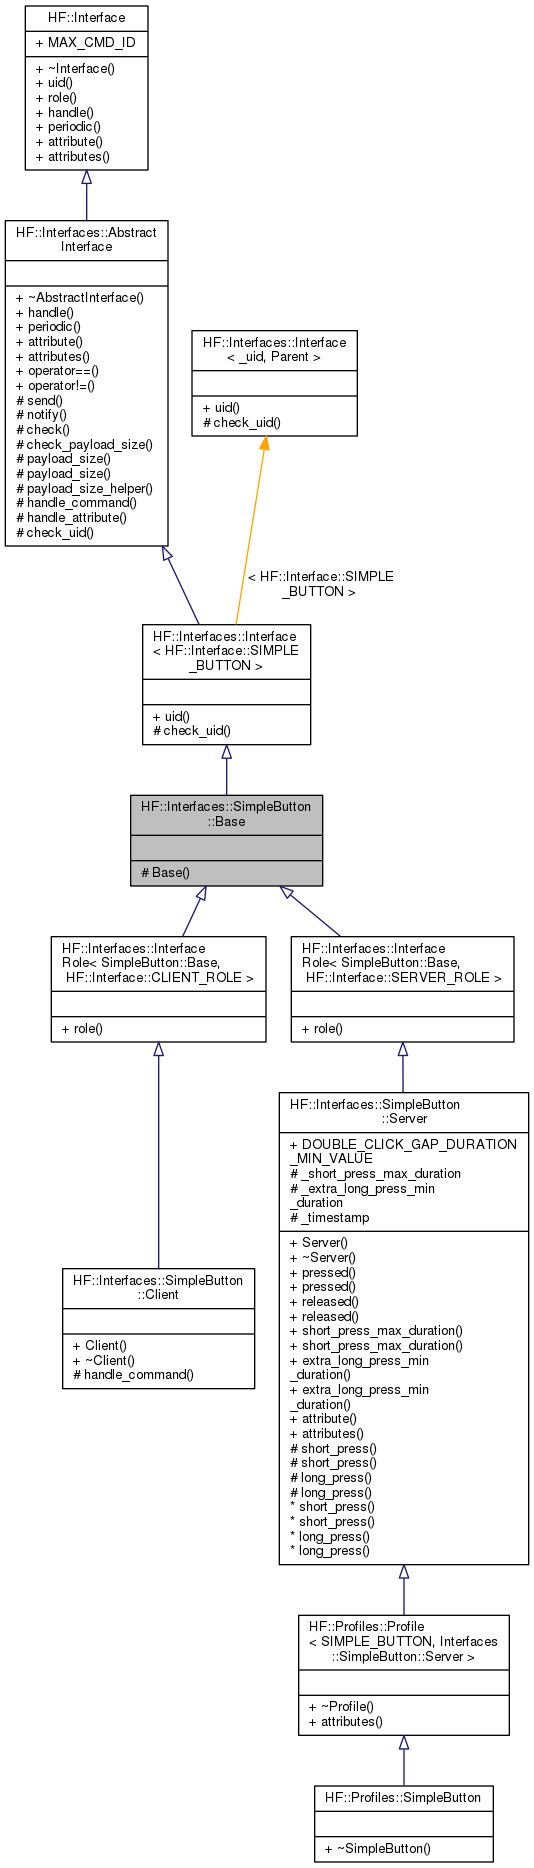 HF::Interface
+ MAX_CMD_ID
+ ~Interface()
+ uid()
+ role()
+ handle()
+ periodic()
+ attribute()
+ attributes()
HF::Interfaces::Abstract
Interface
+ ~AbstractInterface()
+ handle()
+ periodic()
+ attribute()
+ attributes()
+ operator==()
+ operator!=()
# send()
# notify()
# check()
# check_payload_size()
# payload_size()
# payload_size()
# payload_size_helper()
# handle_command()
# handle_attribute()
# check_uid()
HF::Interfaces::Interface
< _uid, Parent >
+ uid()
# check_uid()
< HF::Interface::SIMPLE
_BUTTON >
HF::Interfaces::Interface
< HF::Interface::SIMPLE
_BUTTON >
+ uid()
# check_uid()
HF::Interfaces::SimpleButton
::Base
# Base()
HF::Interfaces::Interface
Role< SimpleButton::Base,
HF::Interface::CLIENT_ROLE >
+ role()
HF::Interfaces::Interface
Role< SimpleButton::Base,
HF::Interface::SERVER_ROLE >
+ role()
HF::Interfaces::SimpleButton
::Client
+ Client()
+ ~Client()
# handle_command()
HF::Interfaces::SimpleButton
::Server
+ DOUBLE_CLICK_GAP_DURATION
_MIN_VALUE
# _short_press_max_duration
# _extra_long_press_min
_duration
# _timestamp
+ Server()
+ ~Server()
+ pressed()
+ pressed()
+ released()
+ released()
+ short_press_max_duration()
+ short_press_max_duration()
+ extra_long_press_min
_duration()
+ extra_long_press_min
_duration()
+ attribute()
+ attributes()
# short_press()
# short_press()
# long_press()
# long_press()
* short_press()
* short_press()
* long_press()
* long_press()
HF::Profiles::Profile
< SIMPLE_BUTTON, Interfaces
::SimpleButton::Server >
+ ~Profile()
+ attributes()
HF::Profiles::SimpleButton
+ ~SimpleButton()